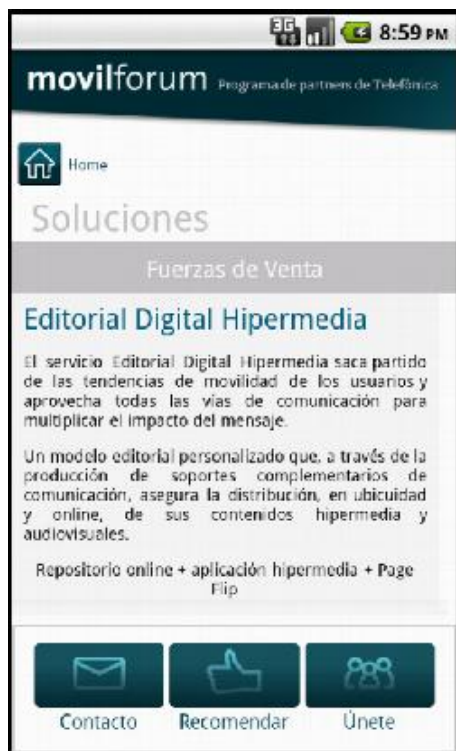 3G 8:59 PM
movilforum Programa de partners de Telefónica
Home
Soluciones
Fuerzas de Venta
Editorial Digital Hipermedia
El servicio Editorial Digital Hipermedia saca partido
de las tendencias de movilidad de los usuarios y
aprovecha todas las vías de comunicación para
multiplicar el impacto del mensaje.
Un modelo editorial personalizado que, a través de la
producción de soportes complementarios de
comunicación, asegura la distribución, en ubicuidad
y online, de sus contenidos hipermedia y
audiovisuales.
Repositorio online + aplicación hipermedia + Page
Flip
Contacto Recomendar Únete